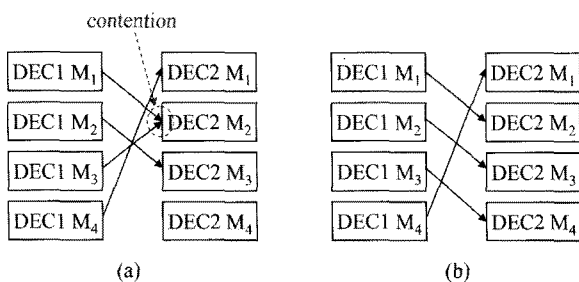 contention
DEC1 M₁ DEC2 M₁ DEC1 M₁ DEC2 M₁
DEC1 M₂ DEC2 M₂ DEC1 M₂ DEC2 M₂
DEC1 M₃ DEC2 M₃ DEC1 M₃ DEC2 M₃
DEC1 M₄ DEC2 M₄ DEC1 M₄ DEC2 M₄
(a) (b)